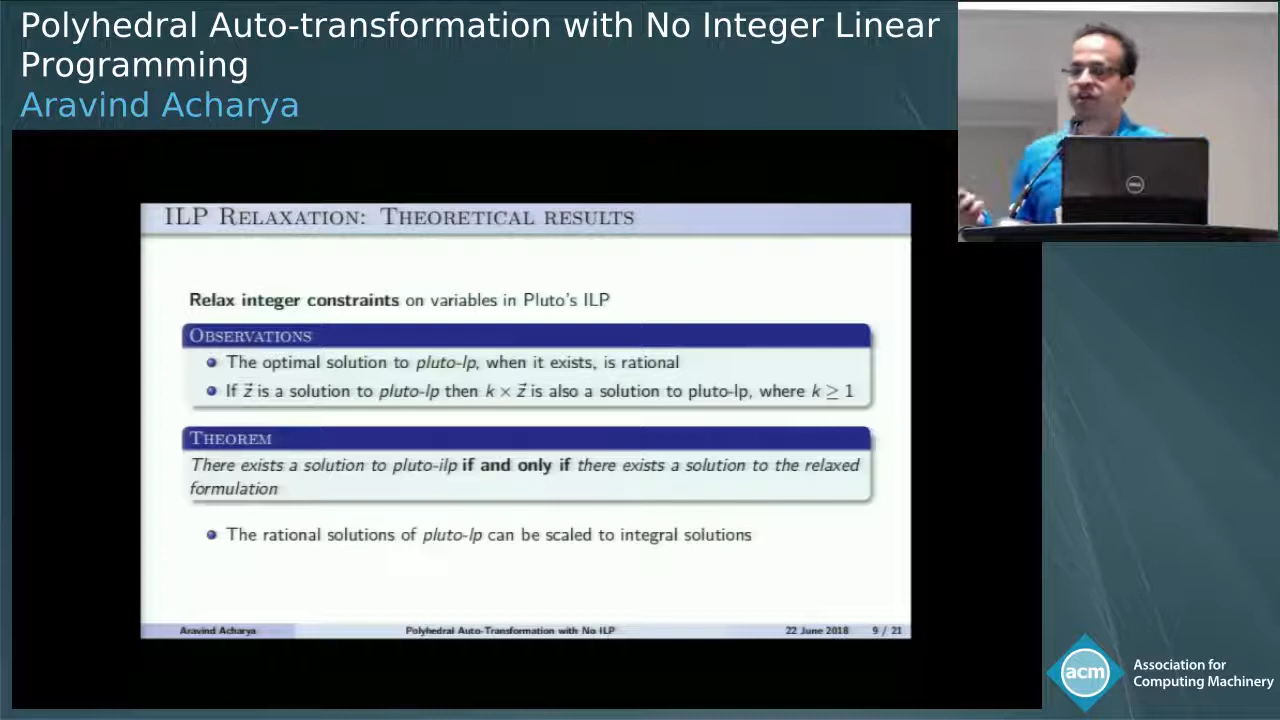 Polyhedral Auto-transformation with No Integer Linear
Programming
Aravind Acharya
ILP Relaxation: Theoretical results
Relax integer constraints on variables in Pluto's ILP
Observations
The optimal solution to pluto-lp, when it exists, is rational
If z⃗ is a solution to pluto-lp then k × z⃗ is also a solution to pluto-lp, where k ≥ 1
Theorem
There exists a solution to pluto-ilp if and only if there exists a solution to the relaxed
formulation
The rational solutions of pluto-lp can be scaled to integral solutions
Aravind Acharya Polyhedral Auto-Transformation with No ILP 22 June 2018 9 / 21
DELL
acm
Association for
Computing Machinery